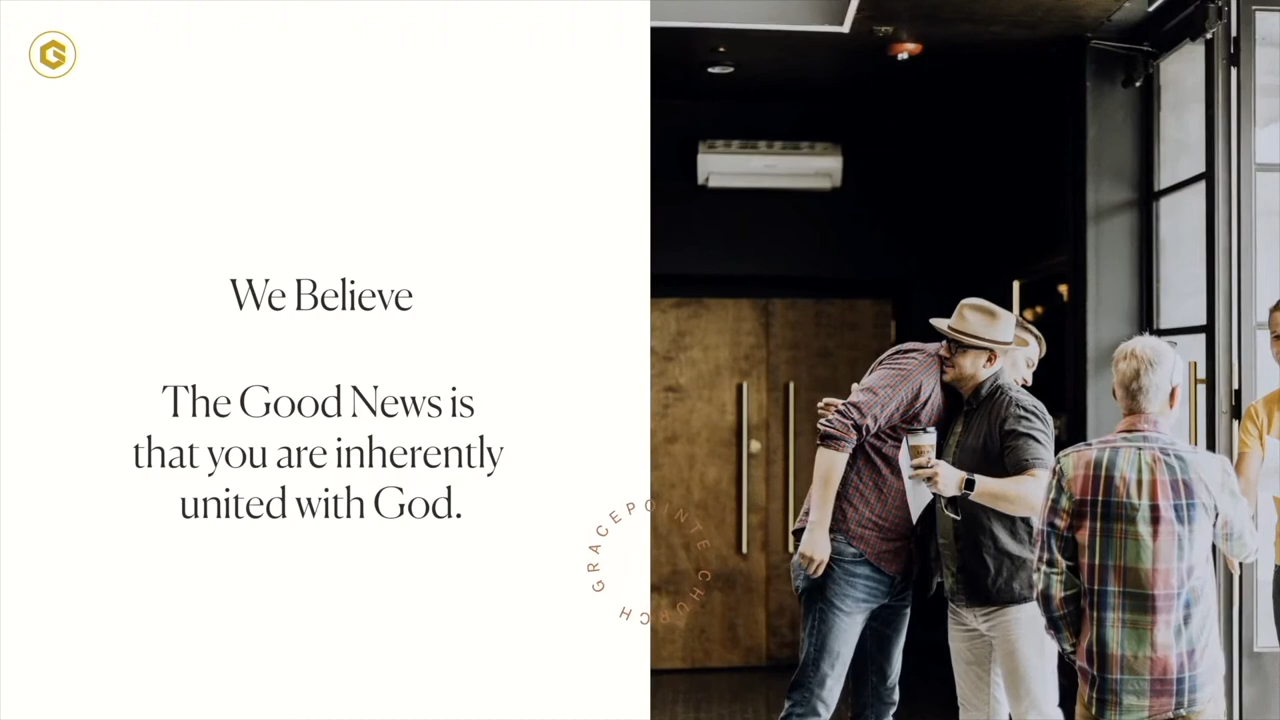 We Believe
The Good News is
that you are inherently
united with God.
GRACEPOINTE CHURCH